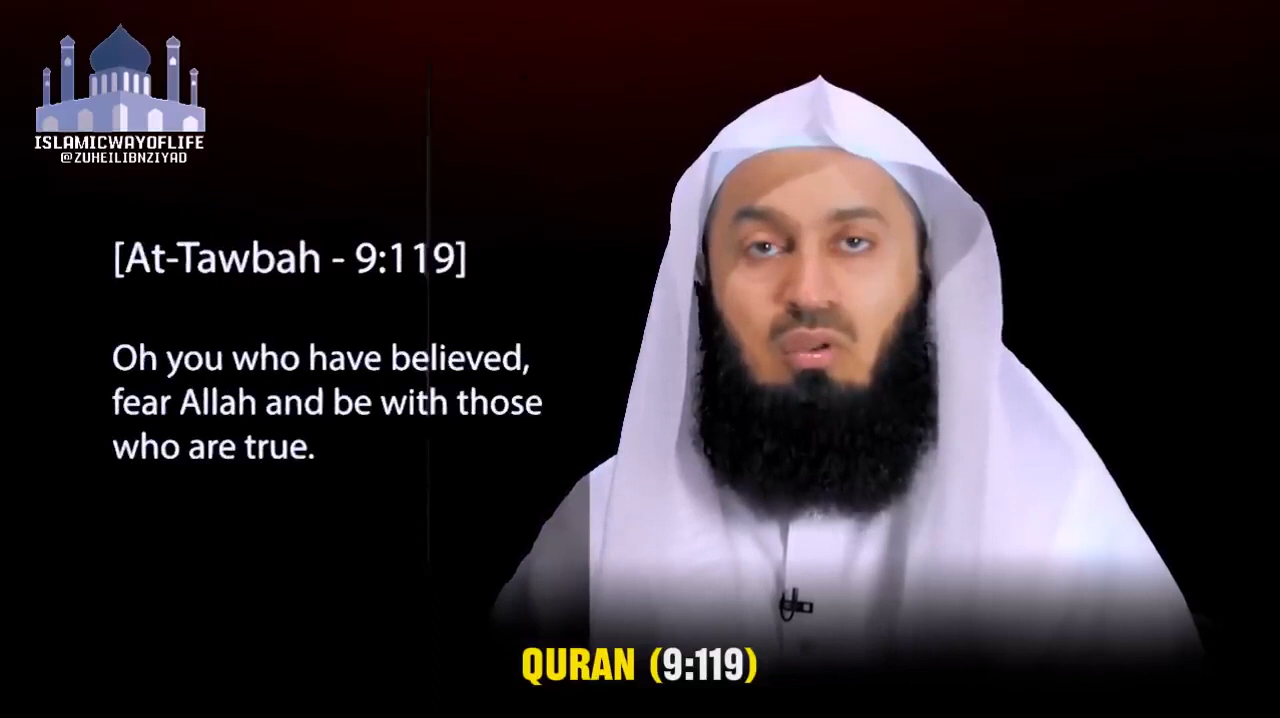 ISLAMICWAYOFLIFE
@ZUHEILIBNZIYAD
[At-Tawbah - 9:119]
Oh you who have believed,
fear Allah and be with those
who are true.
QURAN (9:119)